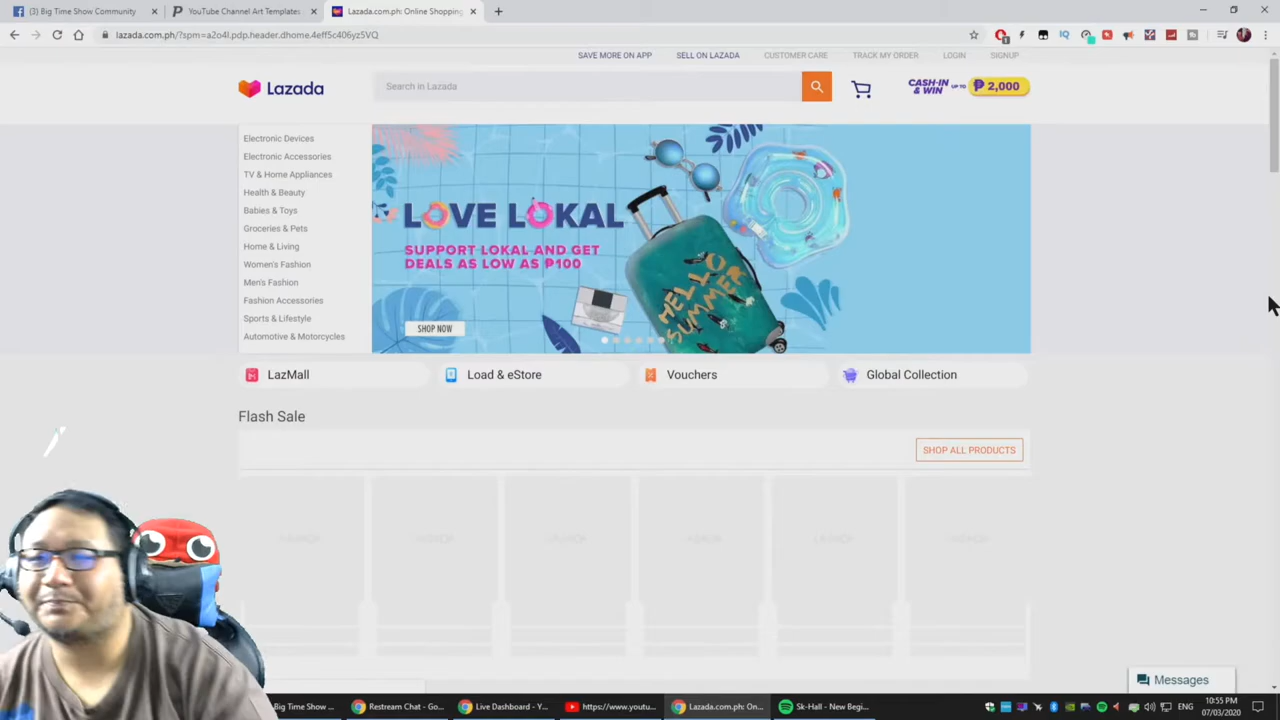 (3) Big Time Show Community
YouTube Channel Art Templates
Lazada.com.ph: Online Shopping
lazada.com.ph/?spm=a2o4l.pdp.header.dhome.4eff5c406yz5VQ
SAVE MORE ON APP
SELL ON LAZADA
CUSTOMER CARE
TRACK MY ORDER
LOGIN
SIGNUP
Lazada
Search in Lazada
CASH-IN & WIN UP TO ₱ 2,000
Electronic Devices
Electronic Accessories
TV & Home Appliances
Health & Beauty
Babies & Toys
Groceries & Pets
Home & Living
Women's Fashion
Men's Fashion
Fashion Accessories
Sports & Lifestyle
Automotive & Motorcycles
LOVE LOKAL
SUPPORT LOKAL AND GET
DEALS AS LOW AS ₱100
SHOP NOW
HELLO
SUMMER
LazMall
Load & eStore
Vouchers
Global Collection
Flash Sale
SHOP ALL PRODUCTS
Messages
Big Time Show ...
Restream Chat - Go...
Live Dashboard - Y...
https://www.youtu...
Lazada.com.ph: On...
Sk-Hall - New Begi...
ENG
10:55 PM
07/03/2020